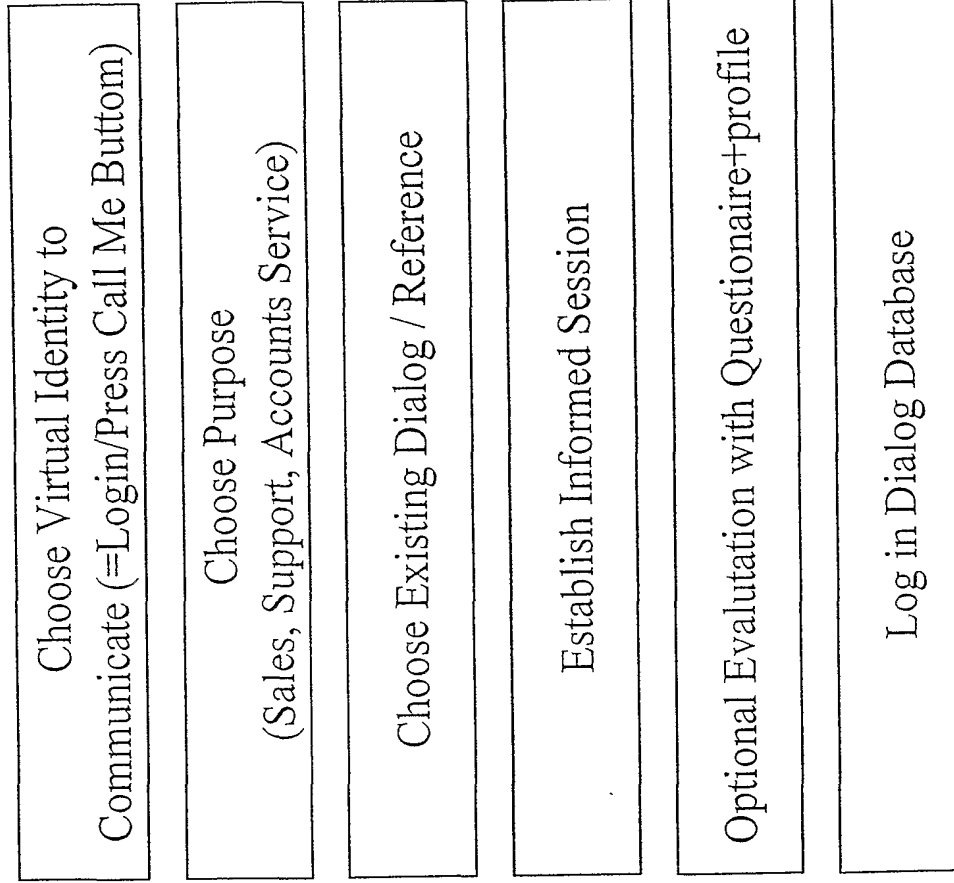 Choose Virtual Identity to
Communicate (=Login/Press Call Me Buttom)
Choose Purpose
(Sales, Support, Accounts Service)
Choose Existing Dialog / Reference
Establish Informed Session
Optional Evalutation with Questionaire+profile
Log in Dialog Database